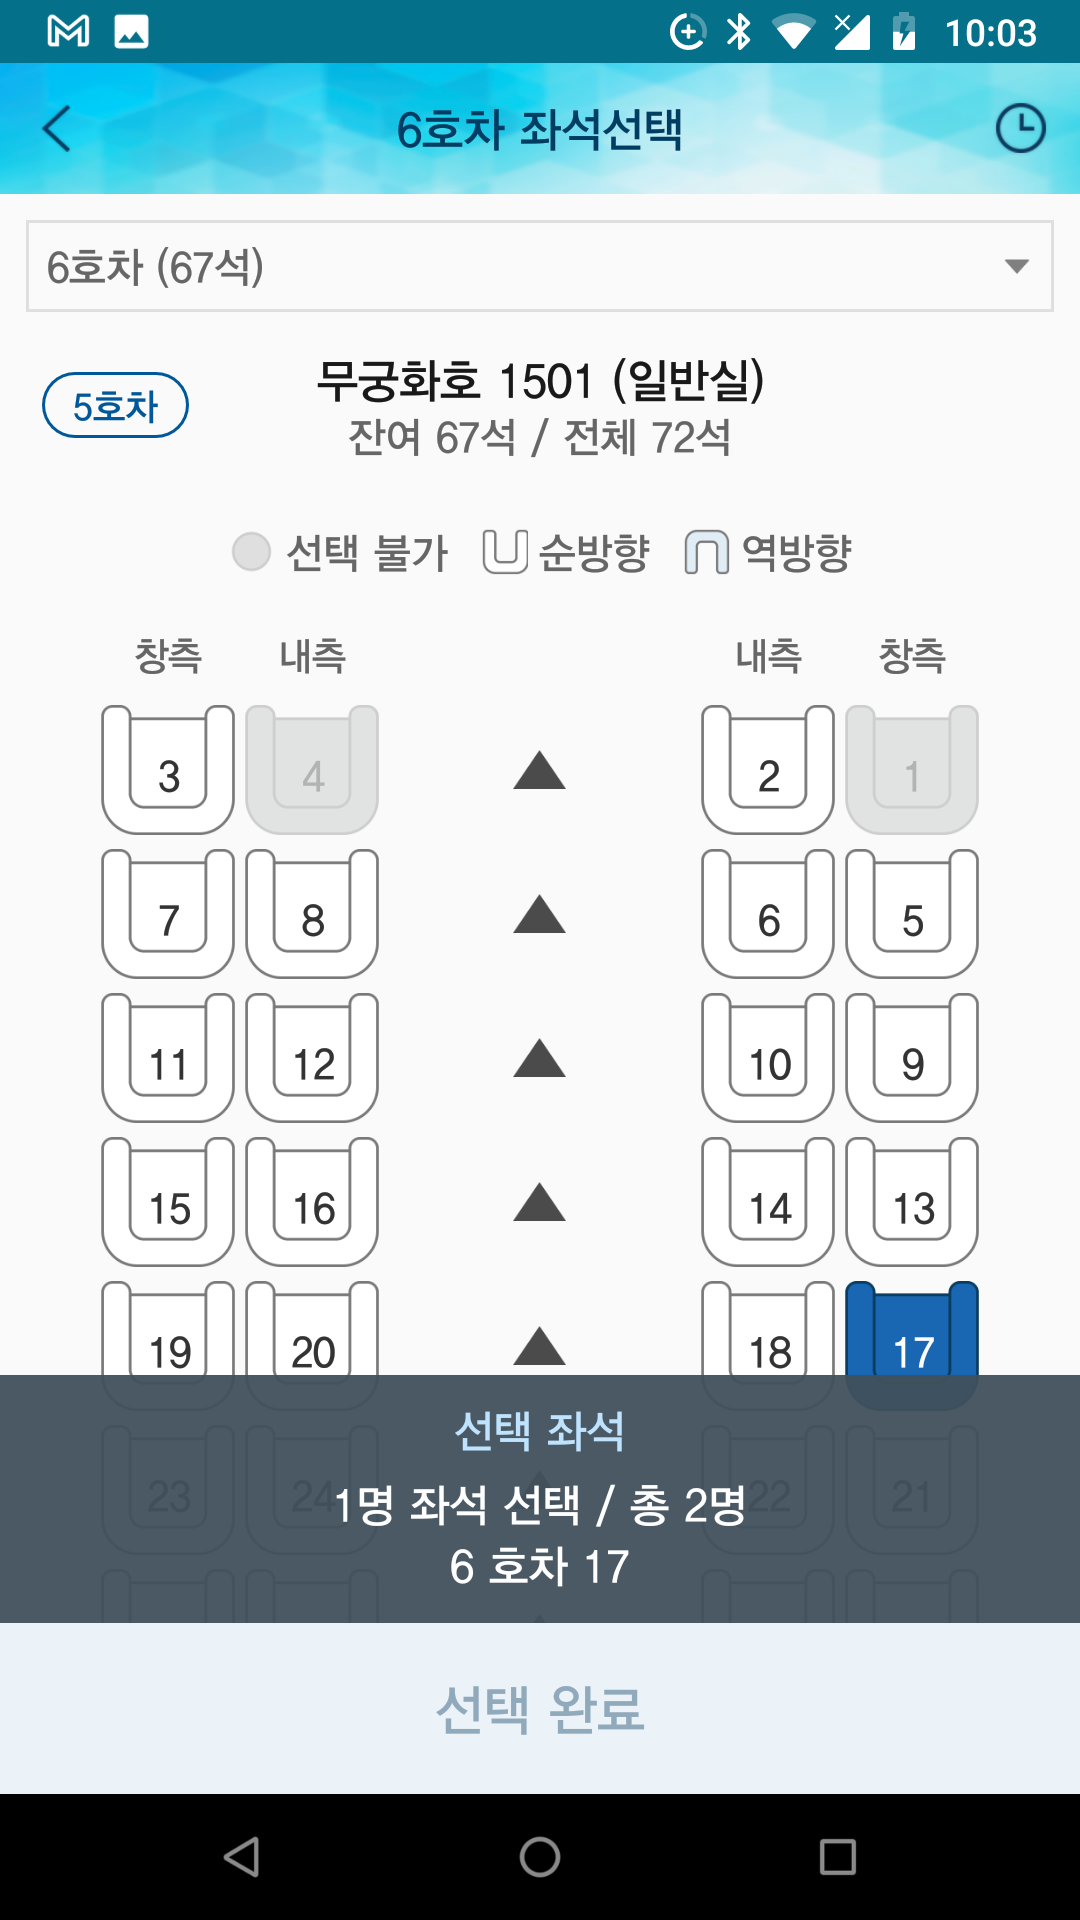 10:03
6호차 좌석선택
6호차 (67석)
5호차
무궁화호 1501 (일반실)
잔여 67석 / 전체 72석
선택 불가 순방향 역방향
창측 내측 내측 창측
3 4 2 1
7 8 6 5
11 12 10 9
15 16 14 13
19 20 18 17
선택 좌석
23 24 22 21
1명 좌석 선택 / 총 2명
6 호차 17
선택 완료